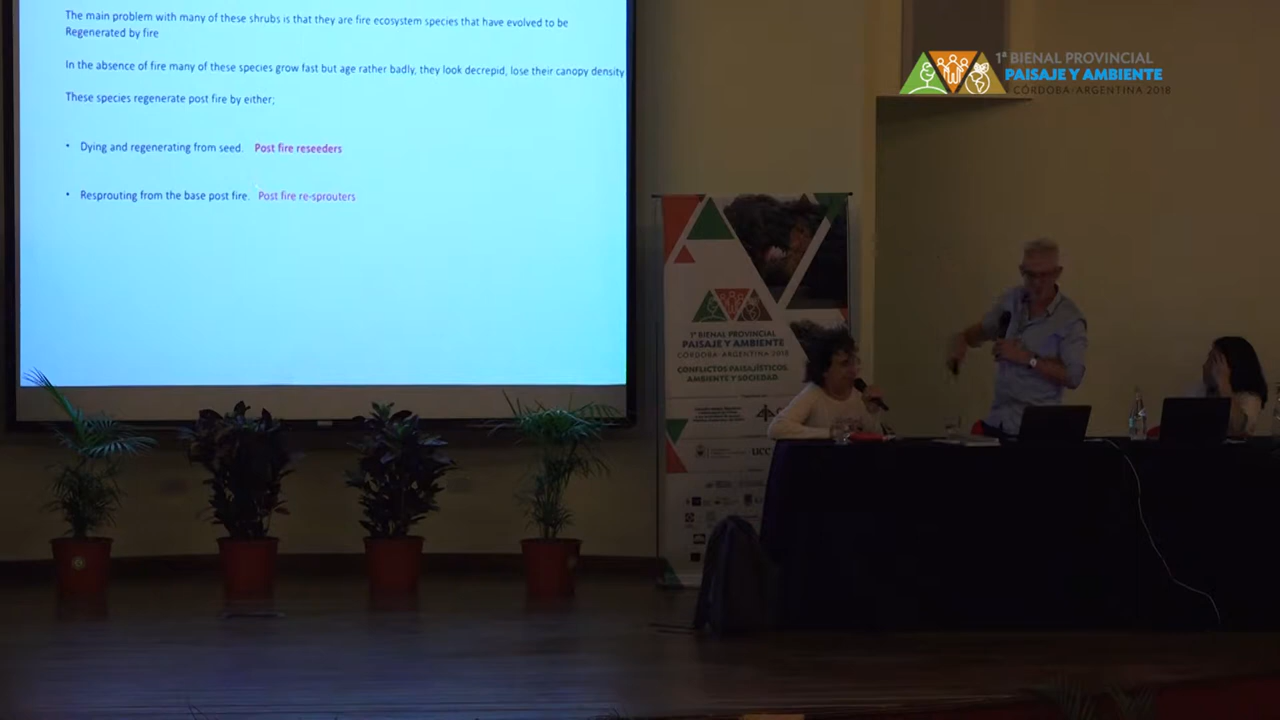 The main problem with many of these shrubs is that they are fire ecosystem species that have evolved to be
Regenerated by fire
In the absence of fire many of these species grow fast but age rather badly, they look decrepid, lose their canopy density
These species regenerate post fire by either;
• Dying and regenerating from seed. Post fire reseeders
• Resprouting from the base post fire. Post fire re-sprouters
1ª BIENAL PROVINCIAL
PAISAJE Y AMBIENTE
CÓRDOBA/ARGENTINA 2018
1ª BIENAL PROVINCIAL
PAISAJE Y AMBIENTE
CÓRDOBA-ARGENTINA 2018
CONFLICTOS PAISAJÍSTICOS
AMBIENTE Y SOCIEDAD
UCC